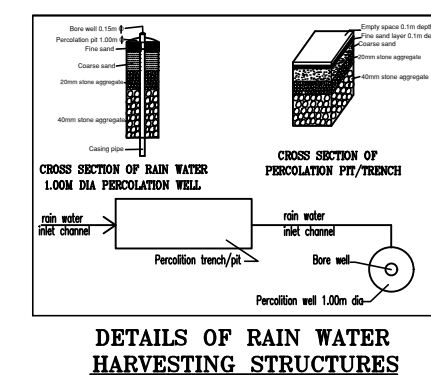 Bore well 0.15m
Percolation pit 1.00m
Fine sand
Coarse sand
20mm stone aggregate
40mm stone aggregate
Casing pipe
CROSS SECTION OF RAIN WATER
1.00M DIA PERCOLATION WELL
Empty space 0.1m depth
Fine sand layer 0.1m de
Coarse sand
20mm stone aggregate
40mm stone aggregate
CROSS SECTION OF
PERCOLATION PIT/TRENCH
rain water
inlet channel
Percolition trench/pit
rain water
inlet channel
Bore well
Percolition well 1.00m dia
DETAILS OF RAIN WATER
HARVESTING STRUCTURES